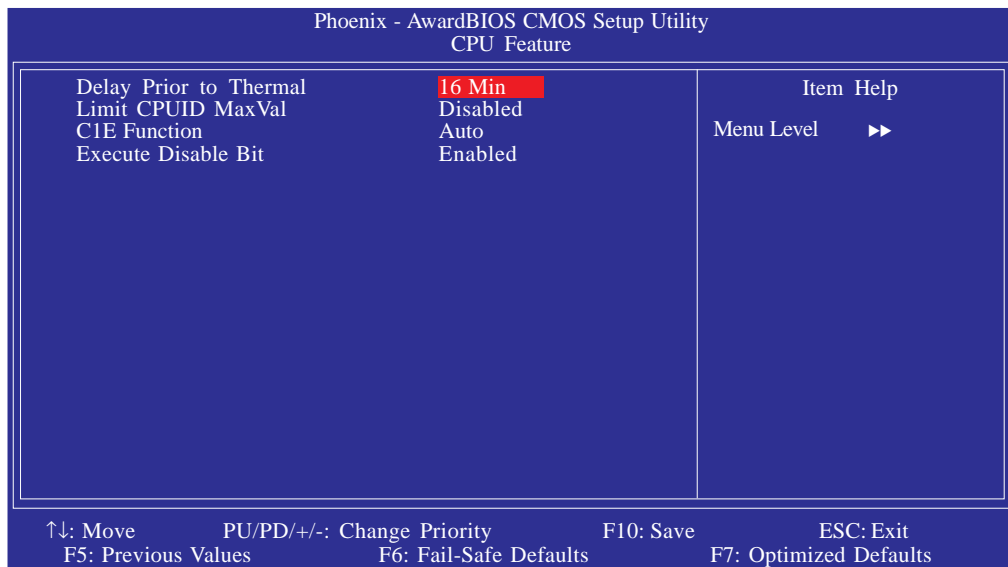 Phoenix - AwardBIOS CMOS Setup Utility
CPU Feature
Delay Prior to Thermal 16 Min
Limit CPUID MaxVal Disabled
C1E Function Auto
Execute Disable Bit Enabled
Item Help
Menu Level ▶▶
↑↓: Move PU/PD/+/-: Change Priority F10: Save ESC: Exit
F5: Previous Values F6: Fail-Safe Defaults F7: Optimized Defaults